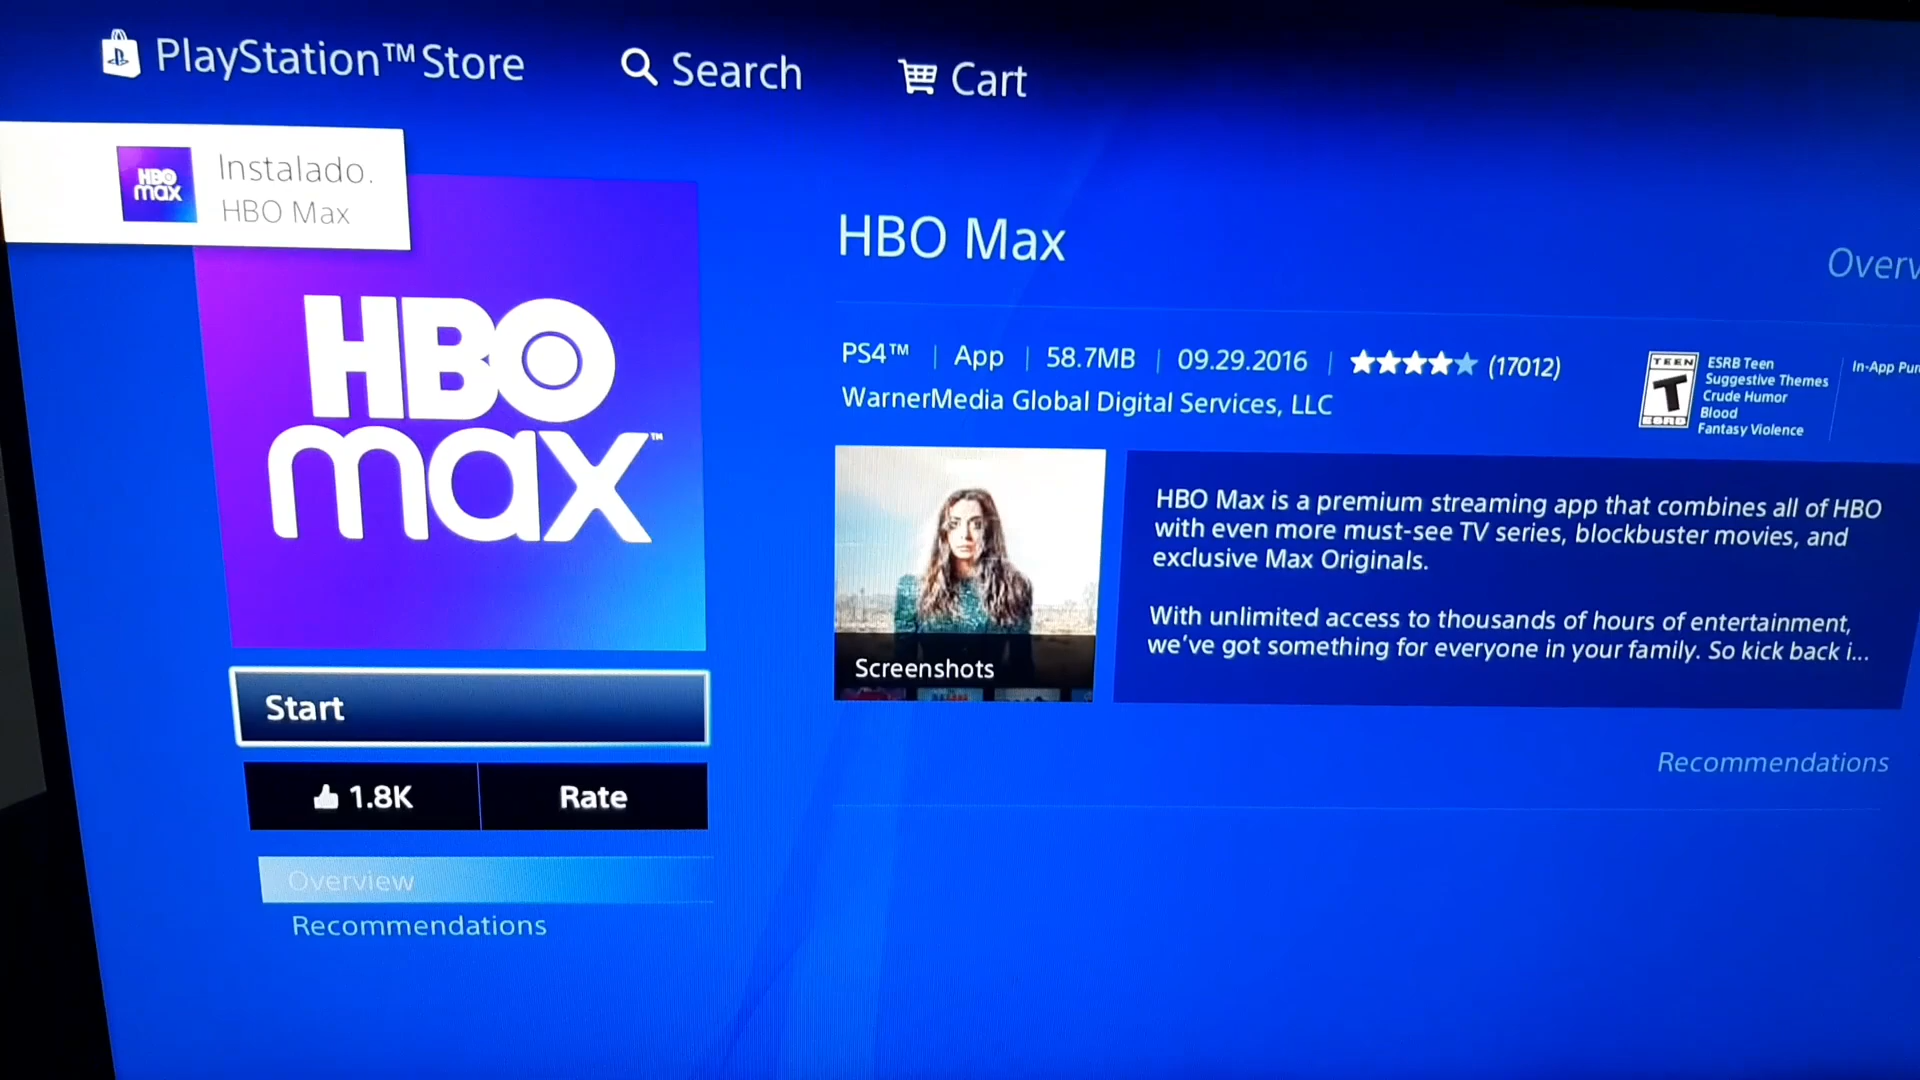 PlayStation™Store
Search
Cart
HBO max
Instalado.
HBO Max
HBO
max™
HBO Max
PS4™ | App | 58.7MB | 09.29.2016 | (17012)
WarnerMedia Global Digital Services, LLC
TEEN
T
ESRB
ESRB Teen
Suggestive Themes
Crude Humor
Blood
Fantasy Violence
Screenshots
HBO Max is a premium streaming app that combines all of HBO
with even more must-see TV series, blockbuster movies, and
exclusive Max Originals.
With unlimited access to thousands of hours of entertainment,
we've got something for everyone in your family. So kick back i...
Start
1.8K
Rate
Overview
Recommendations
Recommendations